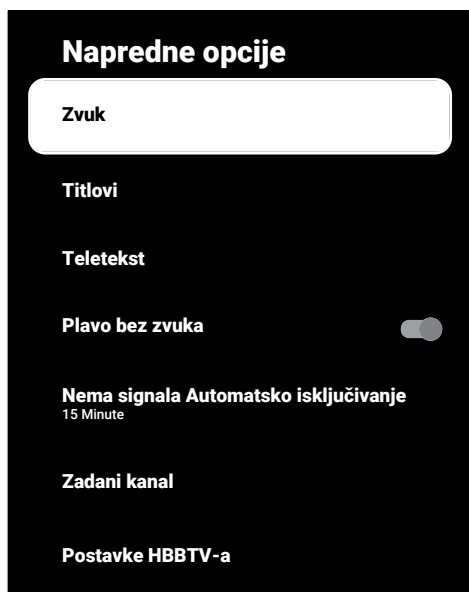 Napredne opcije
Zvuk
Titlovi
Teletekst
Plavo bez zvuka
Nema signala Automatsko isključivanje
15 Minute
Zadani kanal
Postavke HBBTV-a